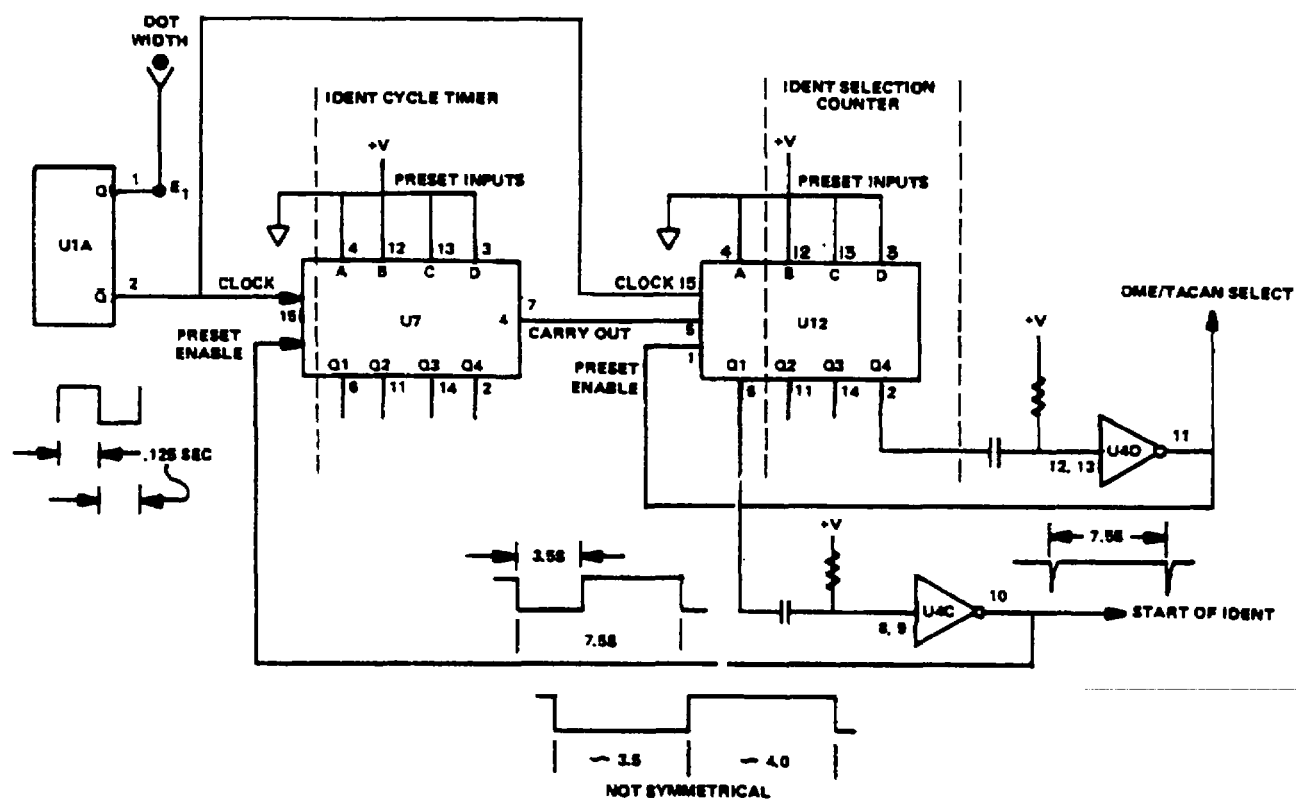 DOT
WIDTH
IDENT CYCLE TIMER
IDENT SELECTION
COUNTER
+V
+V
PRESET INPUTS
PRESET INPUTS
Q 1 E1
4 12 13 3
4 12 13 3
U1A
A B C D
A B C D
Q̄ 2
CLOCK
CLOCK 15
DME/TACAN SELECT
15
U7
7
4
CARRY OUT
5
U12
+V
PRESET
ENABLE
PRESET
ENABLE
1
Q1 Q2 Q3 Q4
6 11 14 2
Q1 Q2 Q3 Q4
6 11 14 2
U4D
11
12, 13
.125 SEC
+V
3.5S
7.5S
7.5S
U4C
10
8, 9
START OF IDENT
~ 3.5
~ 4.0
NOT SYMMETRICAL